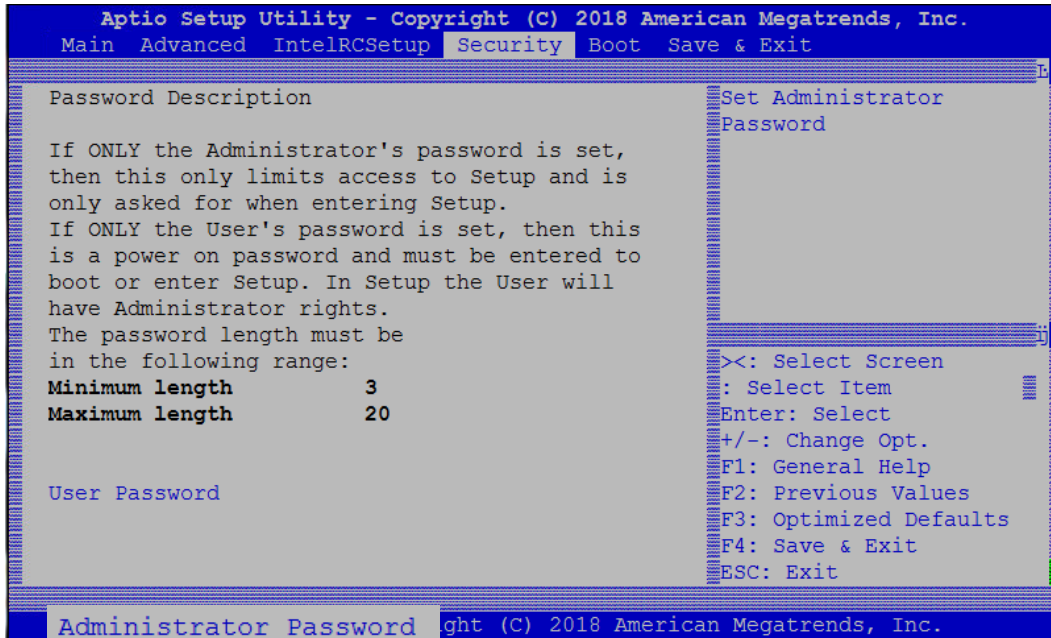 Aptio Setup Utility - Copyright (C) 2018 American Megatrends, Inc.
Main Advanced IntelRCSetup Security Boot Save & Exit
Password Description
If ONLY the Administrator's password is set,
then this only limits access to Setup and is
only asked for when entering Setup.
If ONLY the User's password is set, then this
is a power on password and must be entered to
boot or enter Setup. In Setup the User will
have Administrator rights.
The password length must be
in the following range:
Minimum length 3
Maximum length 20
User Password
Set Administrator
Password
><: Select Screen
: Select Item
Enter: Select
+/-: Change Opt.
F1: General Help
F2: Previous Values
F3: Optimized Defaults
F4: Save & Exit
ESC: Exit
Administrator Password ght (C) 2018 American Megatrends, Inc.